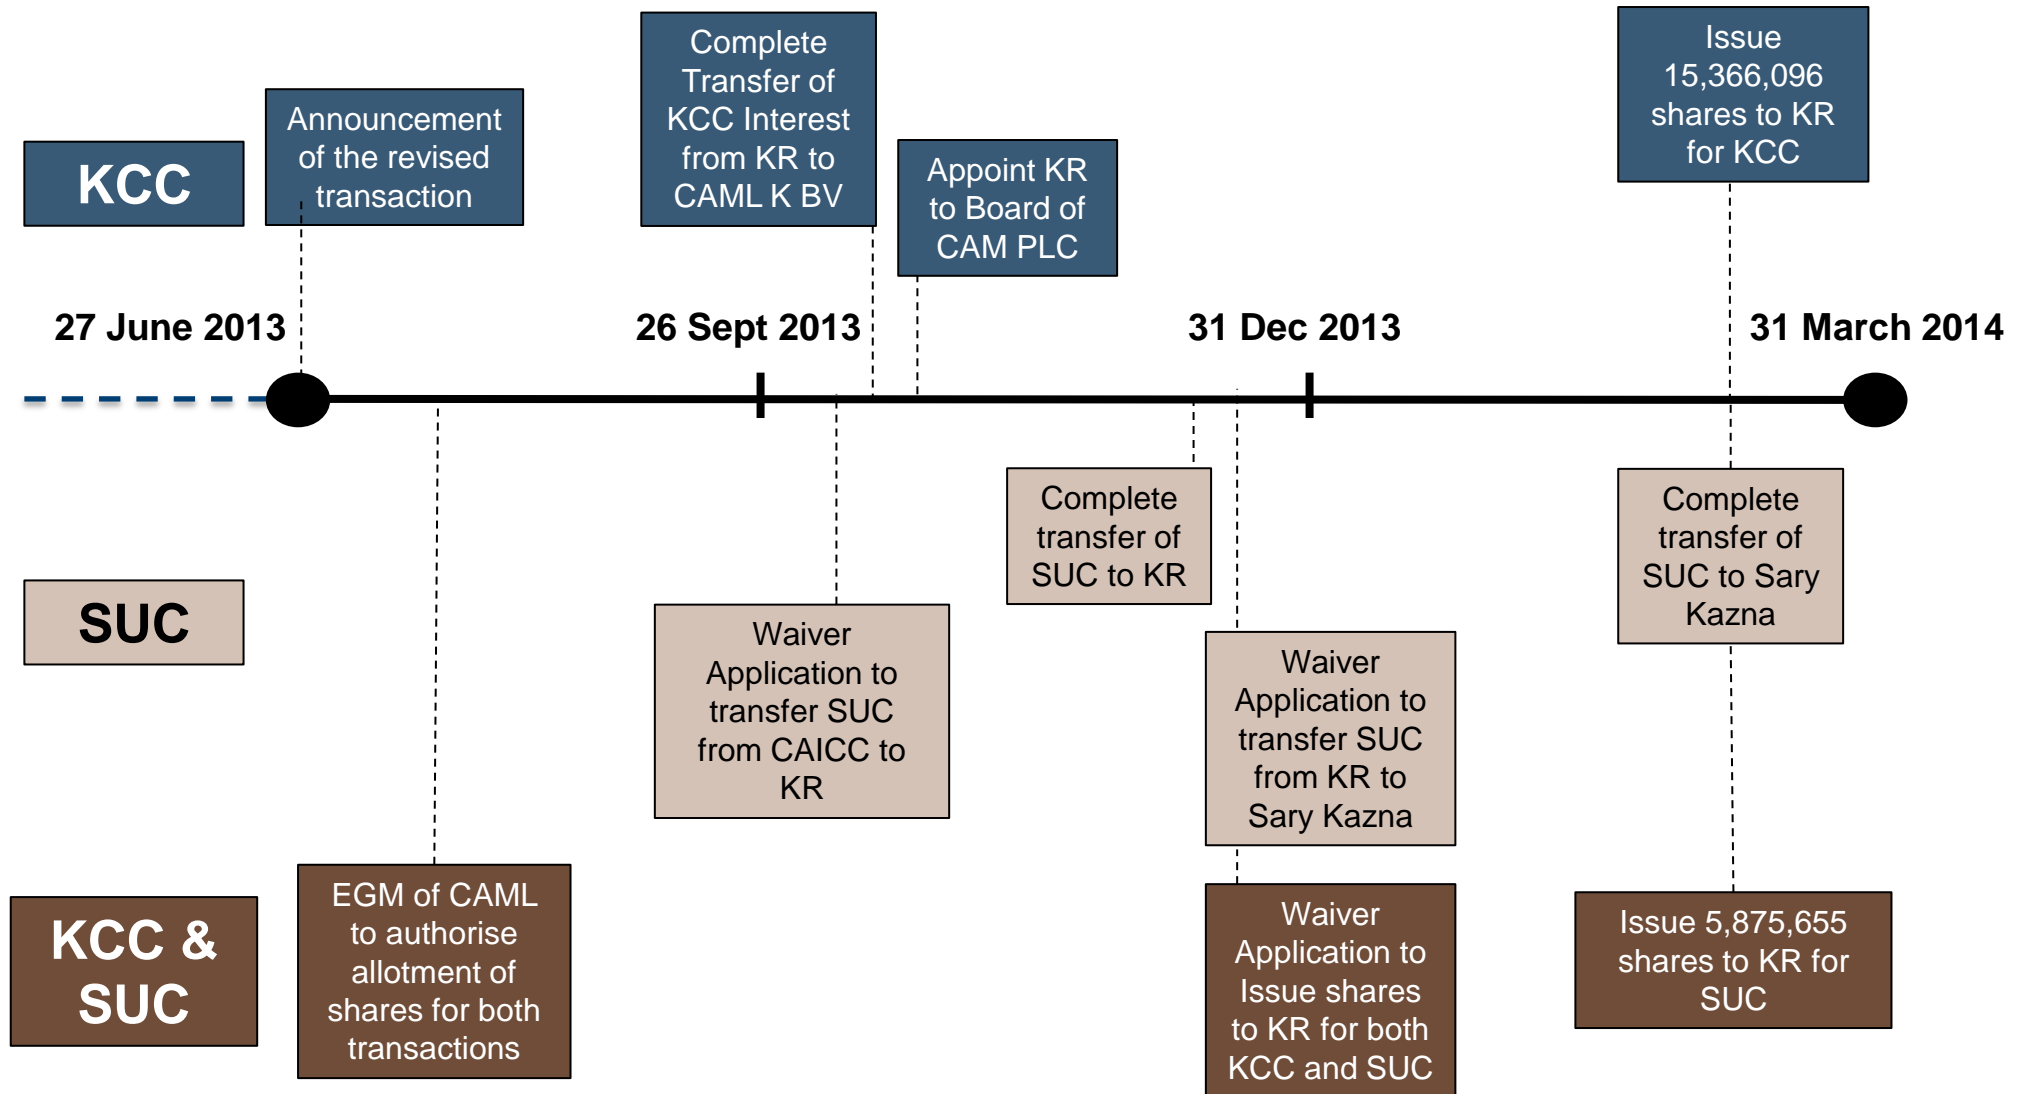 KCC
Announcement
of the revised
transaction
Complete
Transfer of
KCC Interest
from KR to
CAML K BV
Appoint KR
to Board of
CAM PLC
Issue
15,366,096
shares to KR
for KCC
27 June 2013
26 Sept 2013
31 Dec 2013
31 March 2014
SUC
Waiver
Application to
transfer SUC
from CAICC to
KR
Complete
transfer of
SUC to KR
Waiver
Application to
transfer SUC
from KR to
Sary Kazna
Complete
transfer of
SUC to Sary
Kazna
KCC &
SUC
EGM of CAML
to authorise
allotment of
shares for both
transactions
Waiver
Application to
Issue shares
to KR for both
KCC and SUC
Issue 5,875,655
shares to KR for
SUC